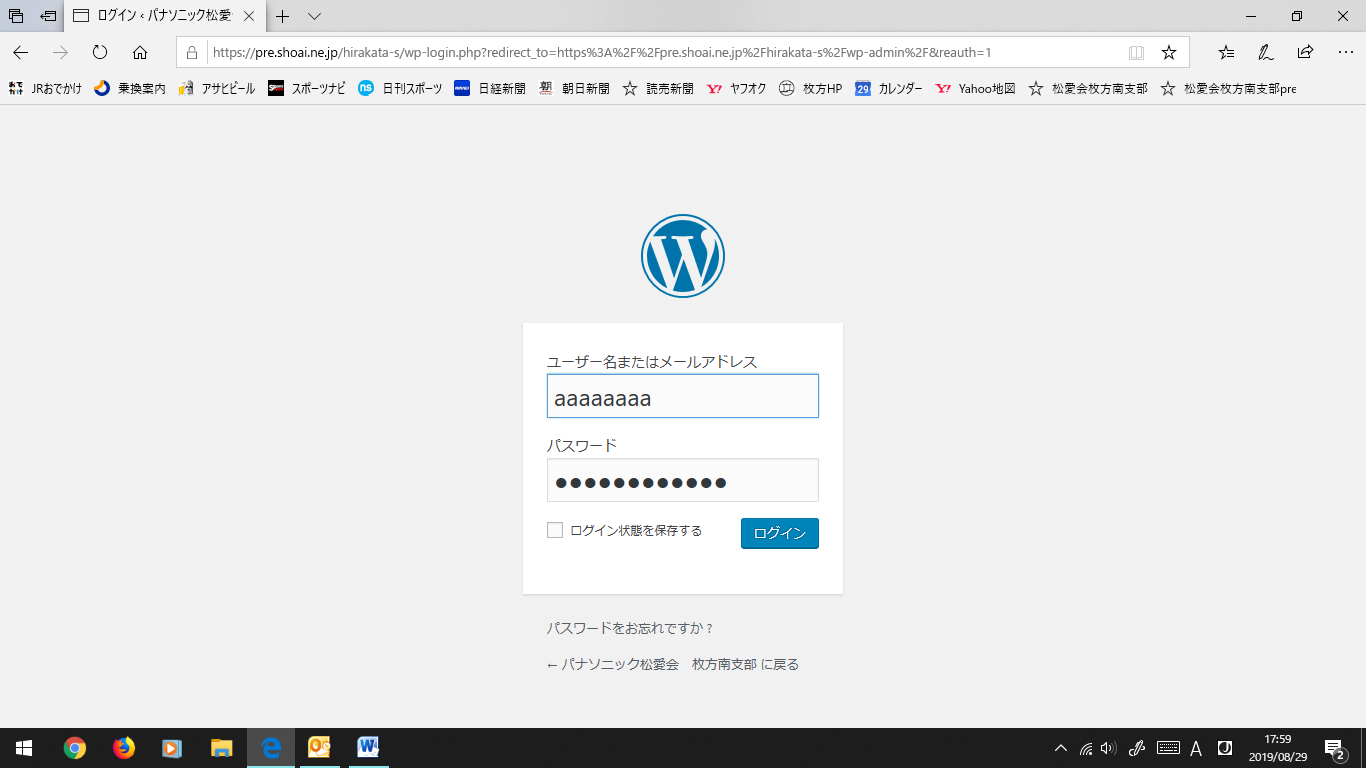 ログイン ‹ パナソニック松愛
https://pre.shoai.ne.jp/hirakata-s/wp-login.php?redirect_to=https%3A%2F%2Fpre.shoai.ne.jp%2Fhirakata-s%2Fwp-admin%2F&reauth=1
JRおでかけ 乗換案内 アサヒビール スポーツナビ 日刊スポーツ 日経新聞 朝日新聞 読売新聞 ヤフオク 枚方HP カレンダー Yahoo地図 松愛会枚方南支部 松愛会枚方南支部pre
ユーザー名またはメールアドレス
aaaaaaaa
パスワード
●●●●●●●●●●●●
ログイン状態を保存する ログイン
パスワードをお忘れですか ?
← パナソニック松愛会　枚方南支部 に戻る
A 17:59
2019/08/29 2